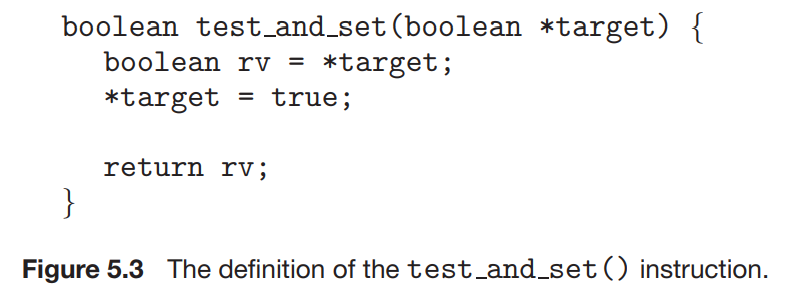 boolean test_and_set(boolean *target) {
boolean rv = *target;
*target = true;
return rv;
}
Figure 5.3 The definition of the test_and_set() instruction.